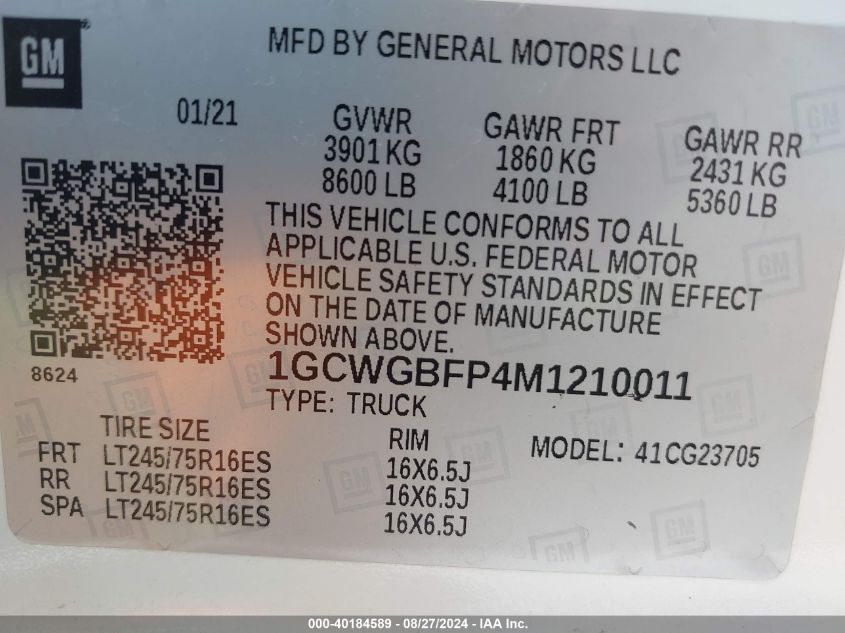 GM
MFD BY GENERAL MOTORS LLC
01/21
GVWR
3901 KG
8600 LB
GAWR FRT
1860 KG
4100 LB
GAWR RR
2431 KG
5360 LB
THIS VEHICLE CONFORMS TO ALL
APPLICABLE U.S. FEDERAL MOTOR
VEHICLE SAFETY STANDARDS IN EFFECT
ON THE DATE OF MANUFACTURE
SHOWN ABOVE.
8624
1GCWGBFP4M1210011
TYPE: TRUCK
TIRE SIZE
RIM
MODEL: 41CG23705
FRT LT245/75R16ES 16X6.5J
RR LT245/75R16ES 16X6.5J
SPA LT245/75R16ES 16X6.5J
000-40184589 - 08/27/2024 - IAA Inc.